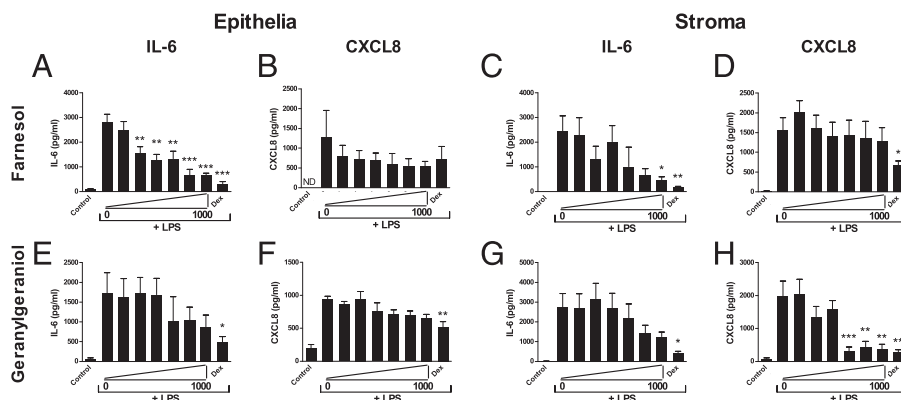 Epithelia Stroma
IL-6 CXCL8 IL-6 CXCL8
Farnesol
A
4000
3000
2000
1000
0
IL-6 (pg/ml)
** ** ** *** *** ***
Control 0 1000 Dex
+ LPS
B
2500
2000
1500
1000
500
0
CXCL8 (pg/ml)
ND
Control 0 1000 Dex
+ LPS
C
4000
3000
2000
1000
0
IL-6 (pg/ml)
* **
Control 0 1000 Dex
+ LPS
D
2500
2000
1500
1000
500
0
CXCL8 (pg/ml)
*
Control 0 1000 Dex
+ LPS
Geranylgeraniol
E
2500
2000
1500
1000
500
0
IL-6 (pg/ml)
*
Control 0 1000 Dex
+ LPS
F
1500
1000
500
0
CXCL8 (pg/ml)
**
Control 0 1000 Dex
+ LPS
G
5000
4000
3000
2000
1000
0
IL-6 (pg/ml)
*
Control 0 1000 Dex
+ LPS
H
3000
2000
1000
0
CXCL8 (pg/ml)
*** ** ** **
Control 0 1000 Dex
+ LPS